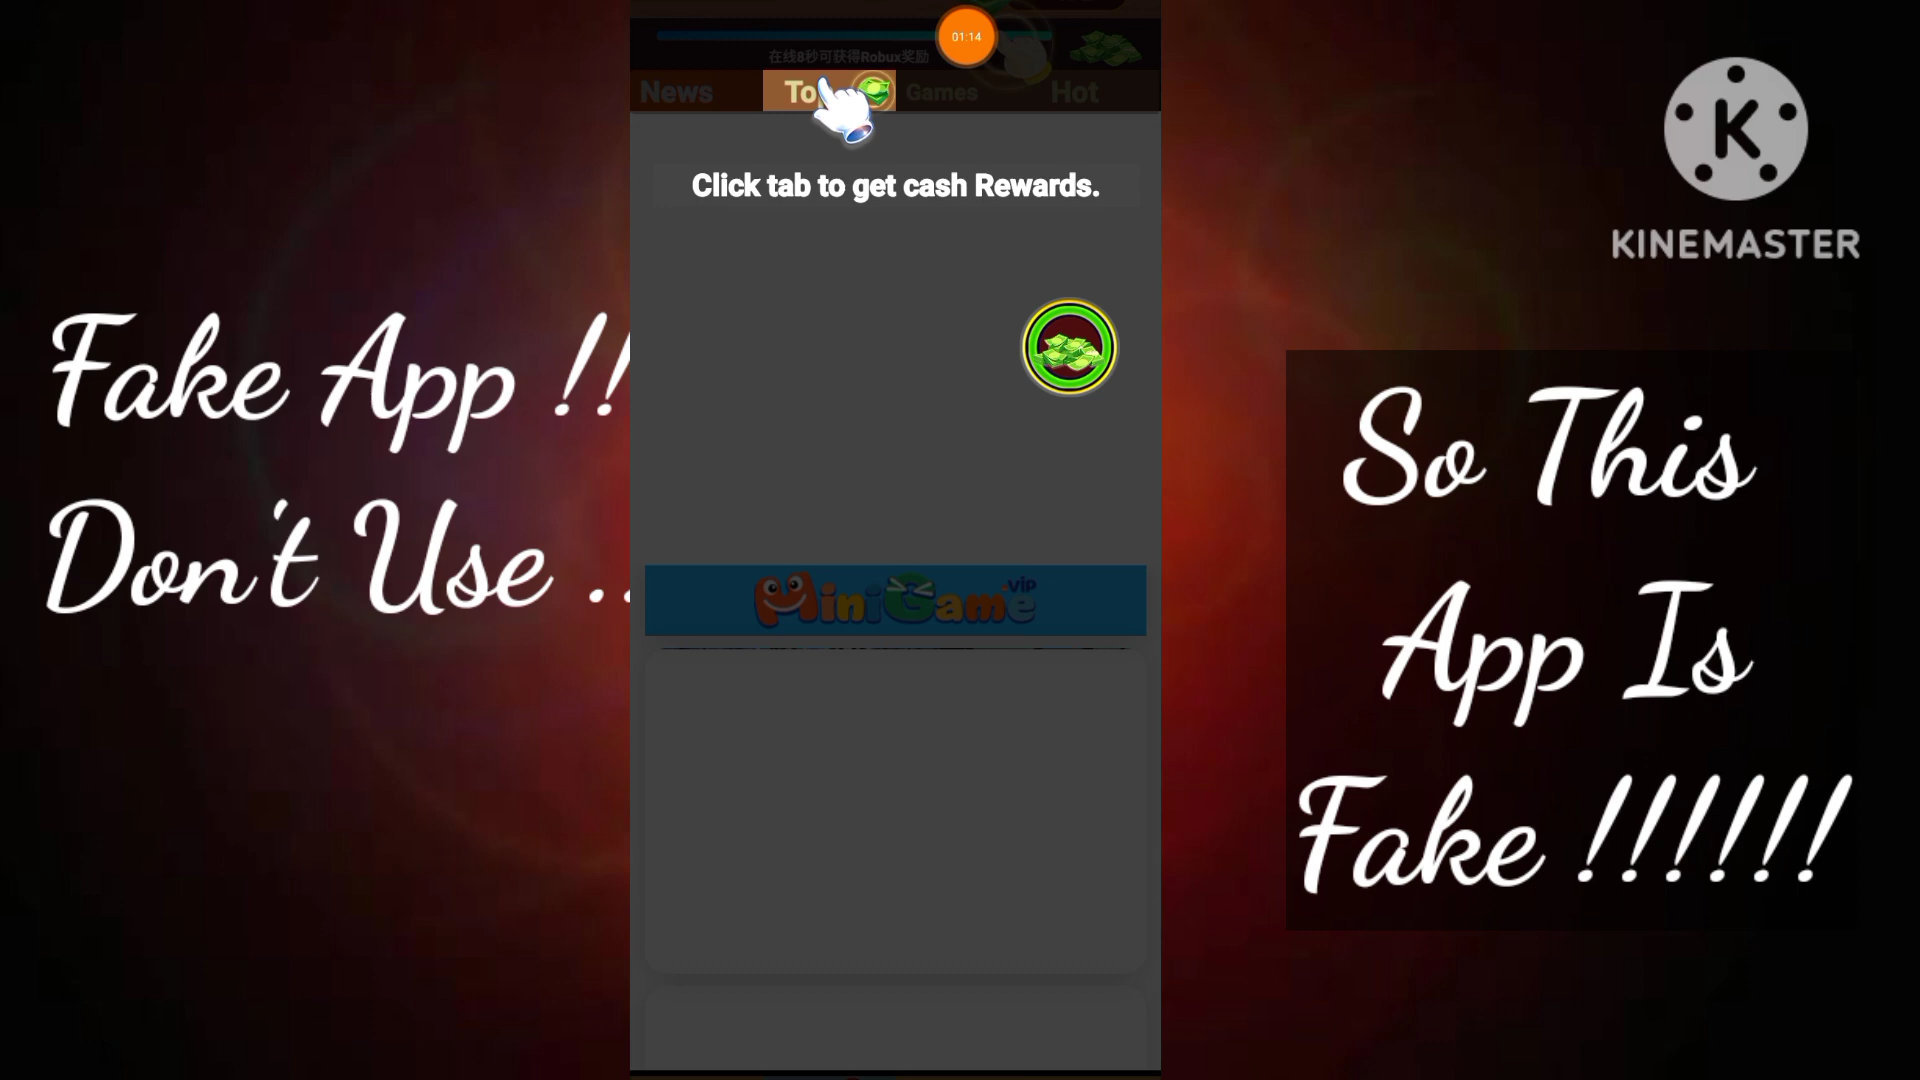 01:14
在线8秒可获得Robux奖励
News
To
Games
Hot
Click tab to get cash Rewards.
MiniGame
.vip
Fake App !!
Don't Use ..
K
KINEMASTER
So This
App Is
Fake !!!!!!